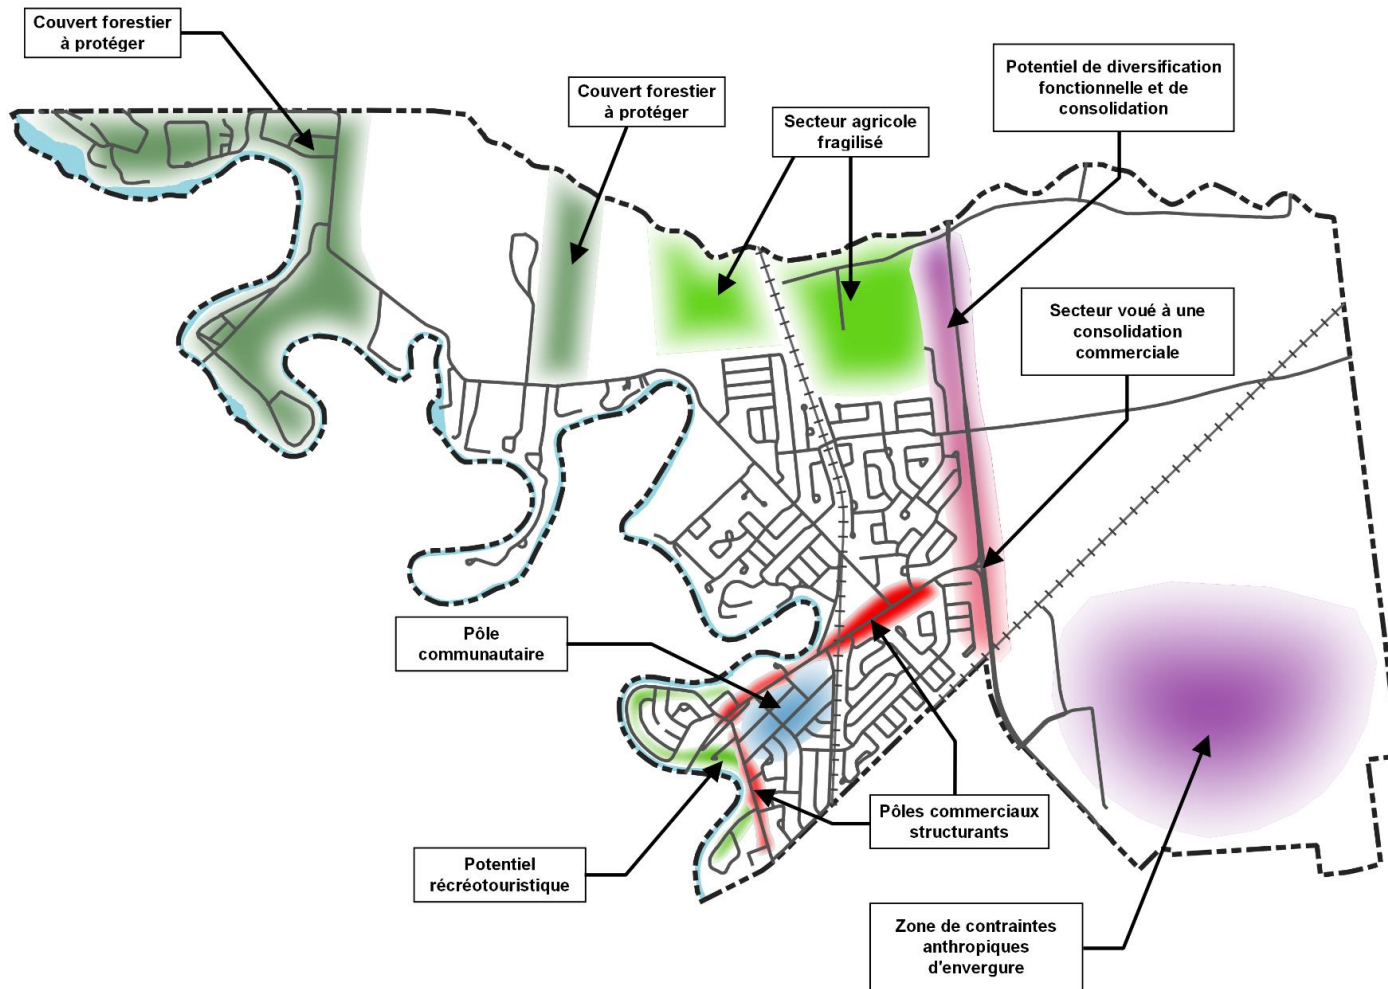 Couvert forestier
à protéger
Couvert forestier
à protéger
Secteur agricole
fragilisé
Potentiel de diversification
fonctionnelle et de
consolidation
Secteur voué à une
consolidation
commerciale
Pôle
communautaire
Pôles commerciaux
structurants
Potentiel
récréotouristique
Zone de contraintes
anthropiques
d'envergure